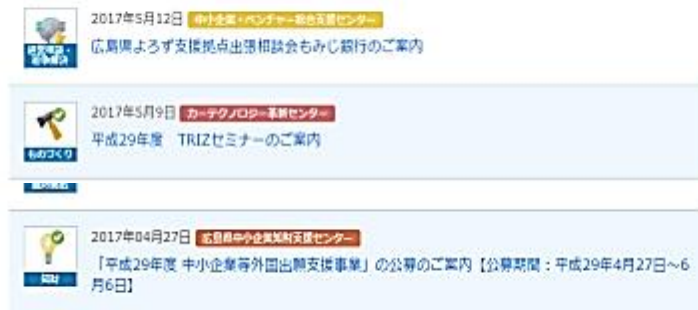 2017年5月12日 中小企業・ベンチャー総合支援センター
広島県よろず支援拠点出張相談会もみじ銀行のご案内
2017年5月9日 カーテクノロジー革新センター
平成29年度 TRIZセミナーのご案内
ものづくり
2017年04月27日 広島県中小企業知財支援センター
「平成29年度 中小企業等外国出願支援事業」の公募のご案内【公募期間：平成29年4月27日～6
月6日】